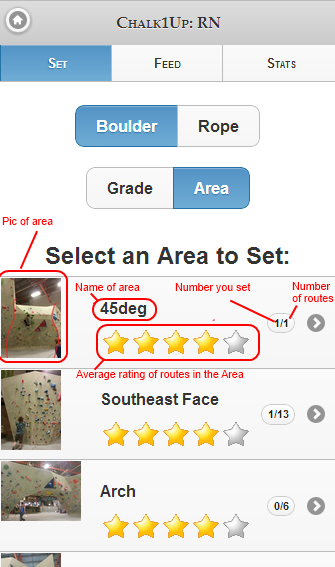 Chalk1Up: RN
Set Feed Stats
Boulder Rope
Grade Area
Pic of area
Select an Area to Set:
Name of area Number you set Number
of routes
45deg
1/1
Average rating of routes in the Area
Southeast Face
1/13
Arch
0/6